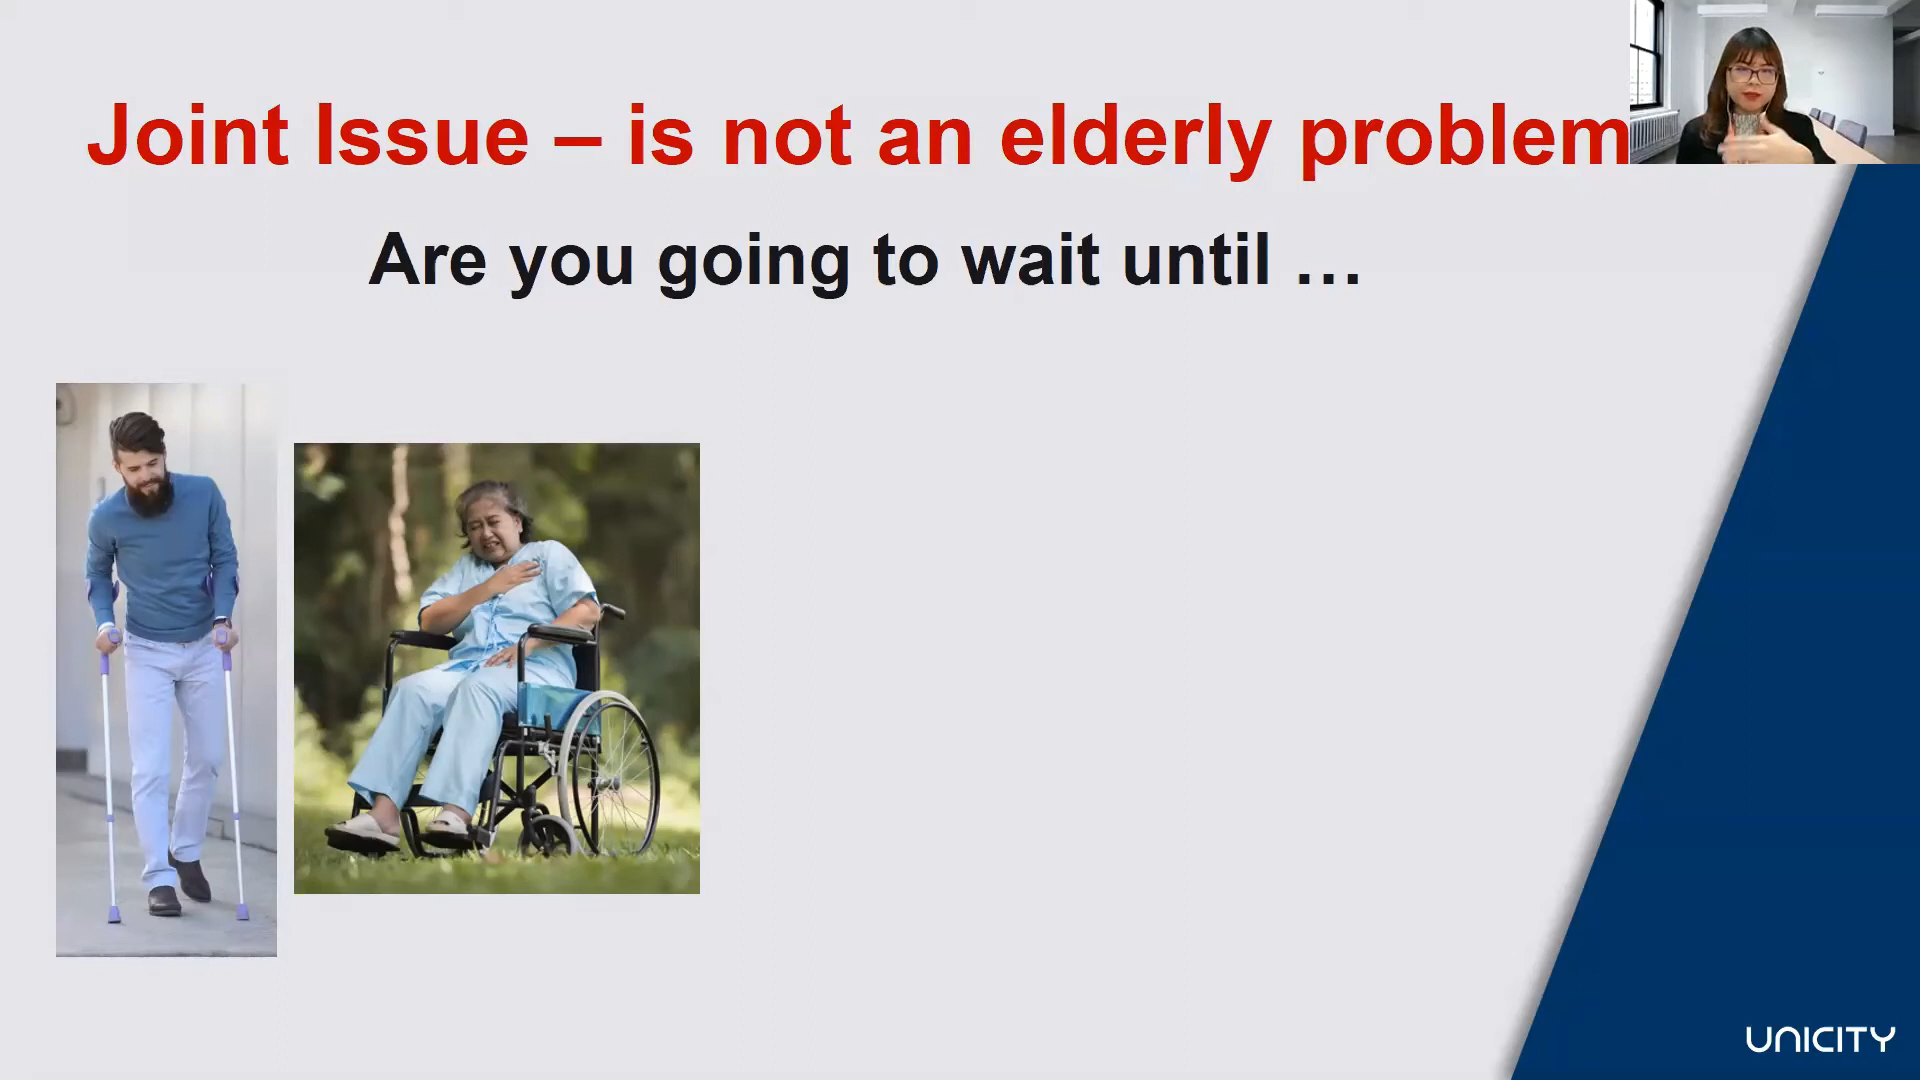 Joint Issue – is not an elderly problem
Are you going to wait until …
UNICITY